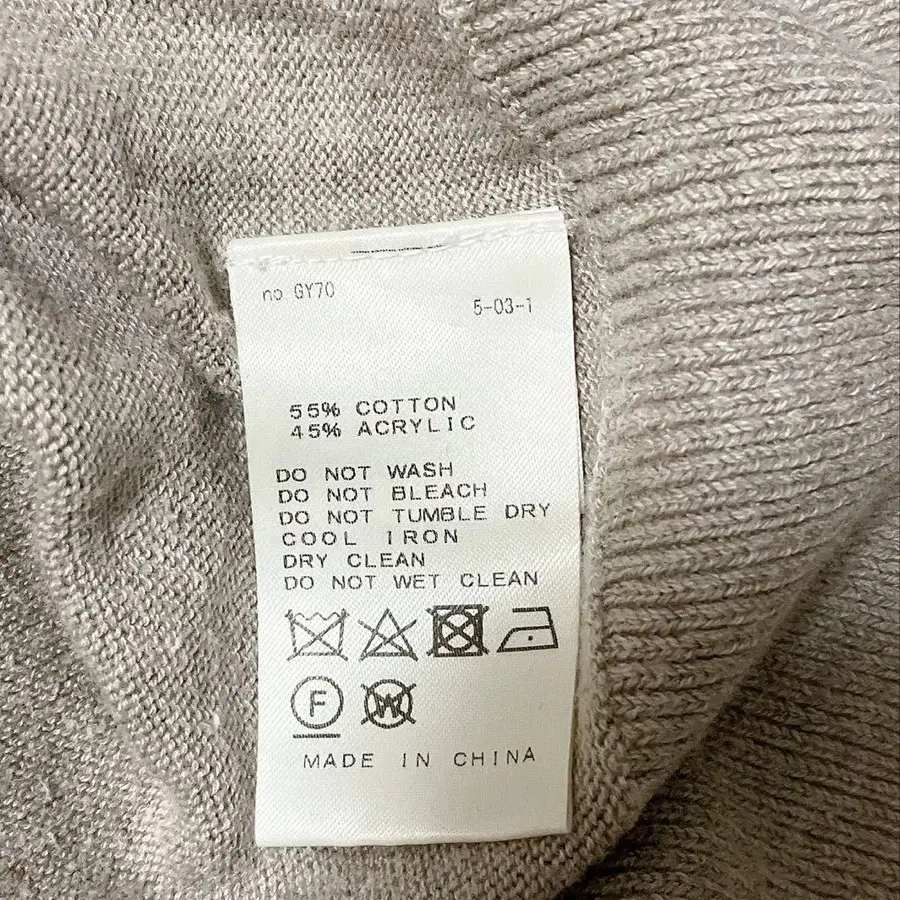 no GY70
5-03-1
55% COTTON
45% ACRYLIC
DO NOT WASH
DO NOT BLEACH
DO NOT TUMBLE DRY
COOL IRON
DRY CLEAN
DO NOT WET CLEAN
F W
MADE IN CHINA